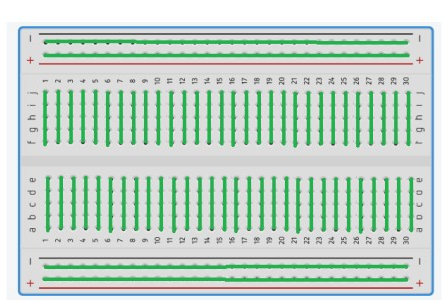 − −
+ +
1 2 3 4 5 6 7 8 9 10 11 12 13 14 15 16 17 18 19 20 21 22 23 24 25 26 27 28 29 30
j j
i i
h h
g g
f f
e e
d d
c c
b b
a a
1 2 3 4 5 6 7 8 9 10 11 12 13 14 15 16 17 18 19 20 21 22 23 24 25 26 27 28 29 30
− −
+ +